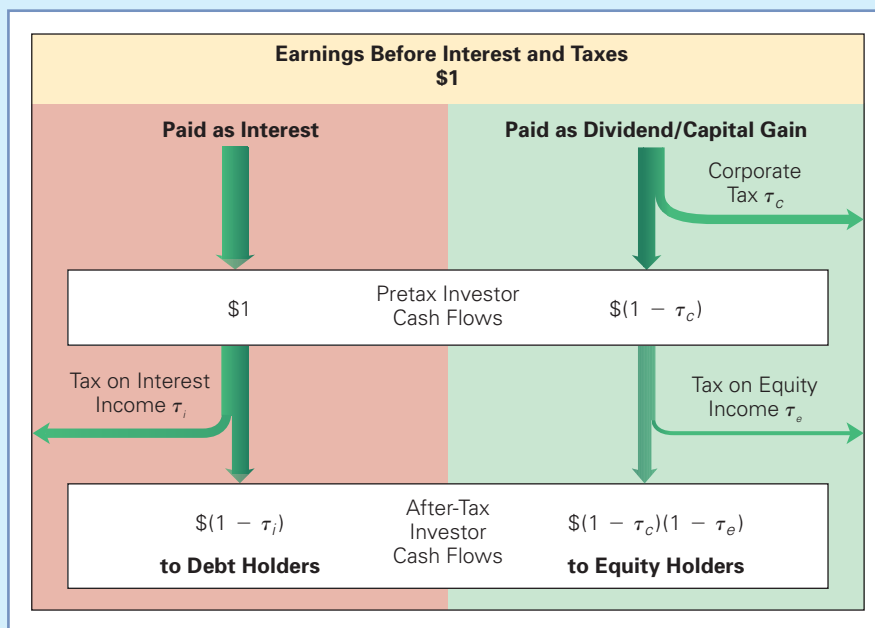 Earnings Before Interest and Taxes
$1
Paid as Interest
Paid as Dividend/Capital Gain
Corporate
Tax τc
$1
Pretax Investor
Cash Flows
$(1 − τc)
Tax on Interest
Income τi
Tax on Equity
Income τe
$(1 − τi)
to Debt Holders
After-Tax
Investor
Cash Flows
$(1 − τc)(1 − τe)
to Equity Holders